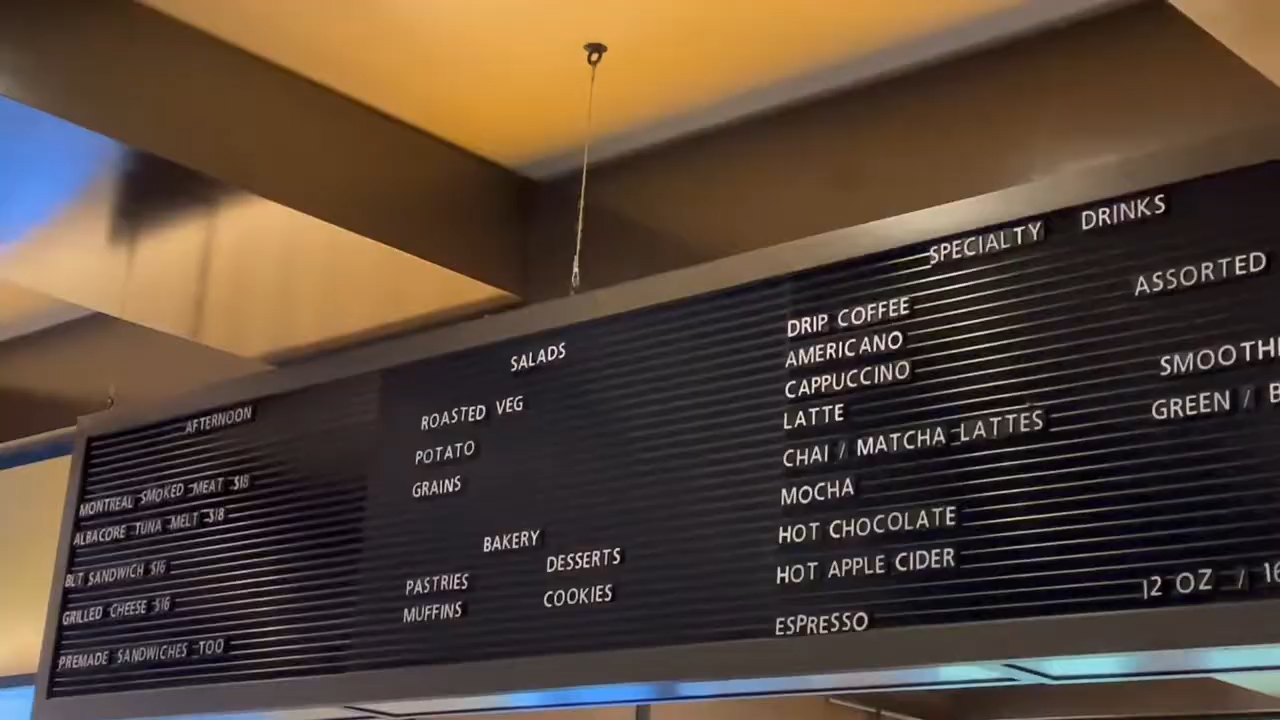 AFTERNOON
MONTREAL SMOKED MEAT $18
ALBACORE TUNA MELT $18
BLT SANDWICH $16
GRILLED CHEESE $16
PREMADE SANDWICHES TOO
SALADS
ROASTED VEG
POTATO
GRAINS
BAKERY
DESSERTS
PASTRIES
COOKIES
MUFFINS
SPECIALTY DRINKS
DRIP COFFEE
AMERICANO
CAPPUCCINO
LATTE
CHAI / MATCHA LATTES
MOCHA
HOT CHOCOLATE
HOT APPLE CIDER
ESPRESSO
ASSORTED
SMOOTHI
GREEN / B
12 OZ / 16